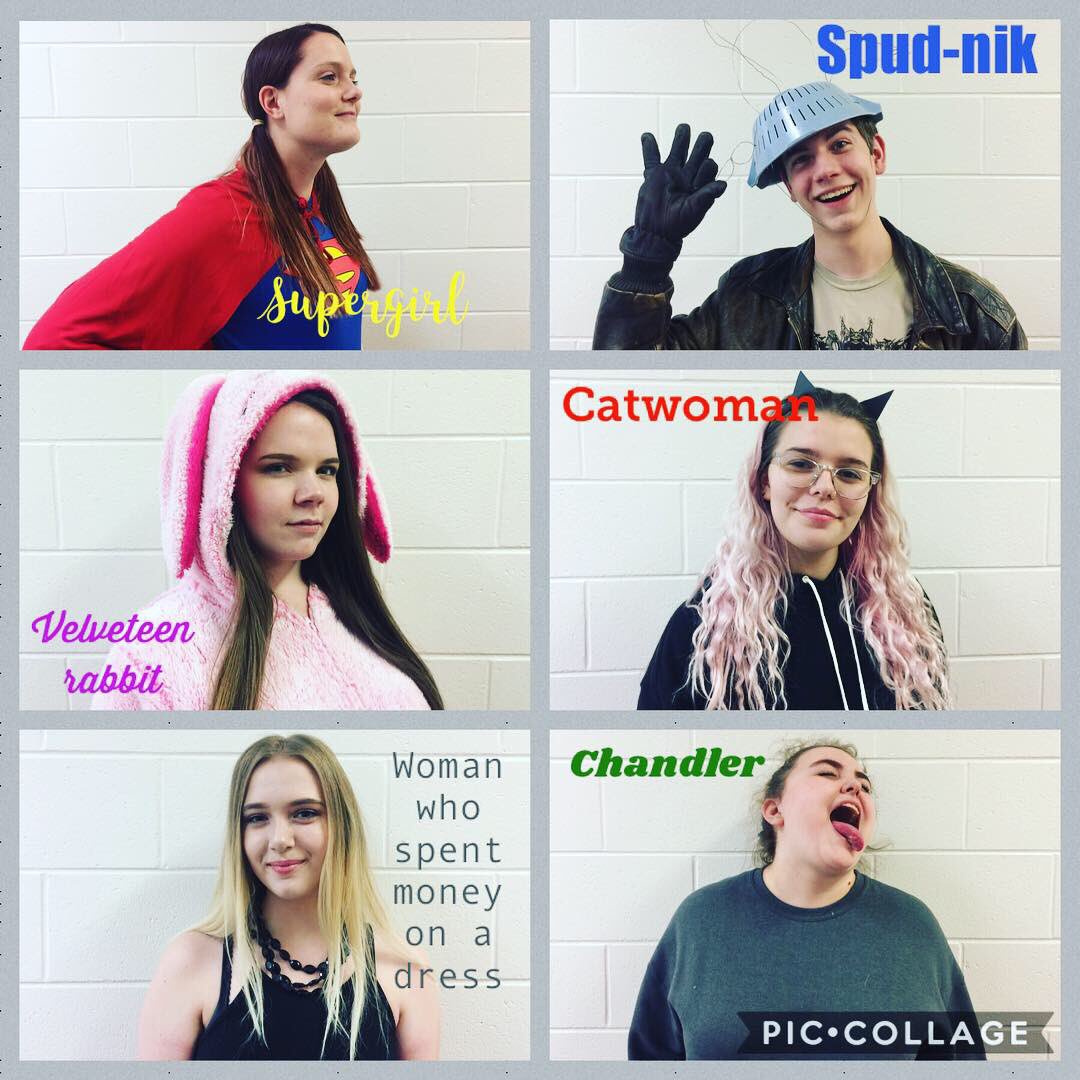 Supergirl
Spud-nik
Velveteen
rabbit
Catwoman
Woman
who
spent
money
on a
dress
Chandler
PIC•COLLAGE